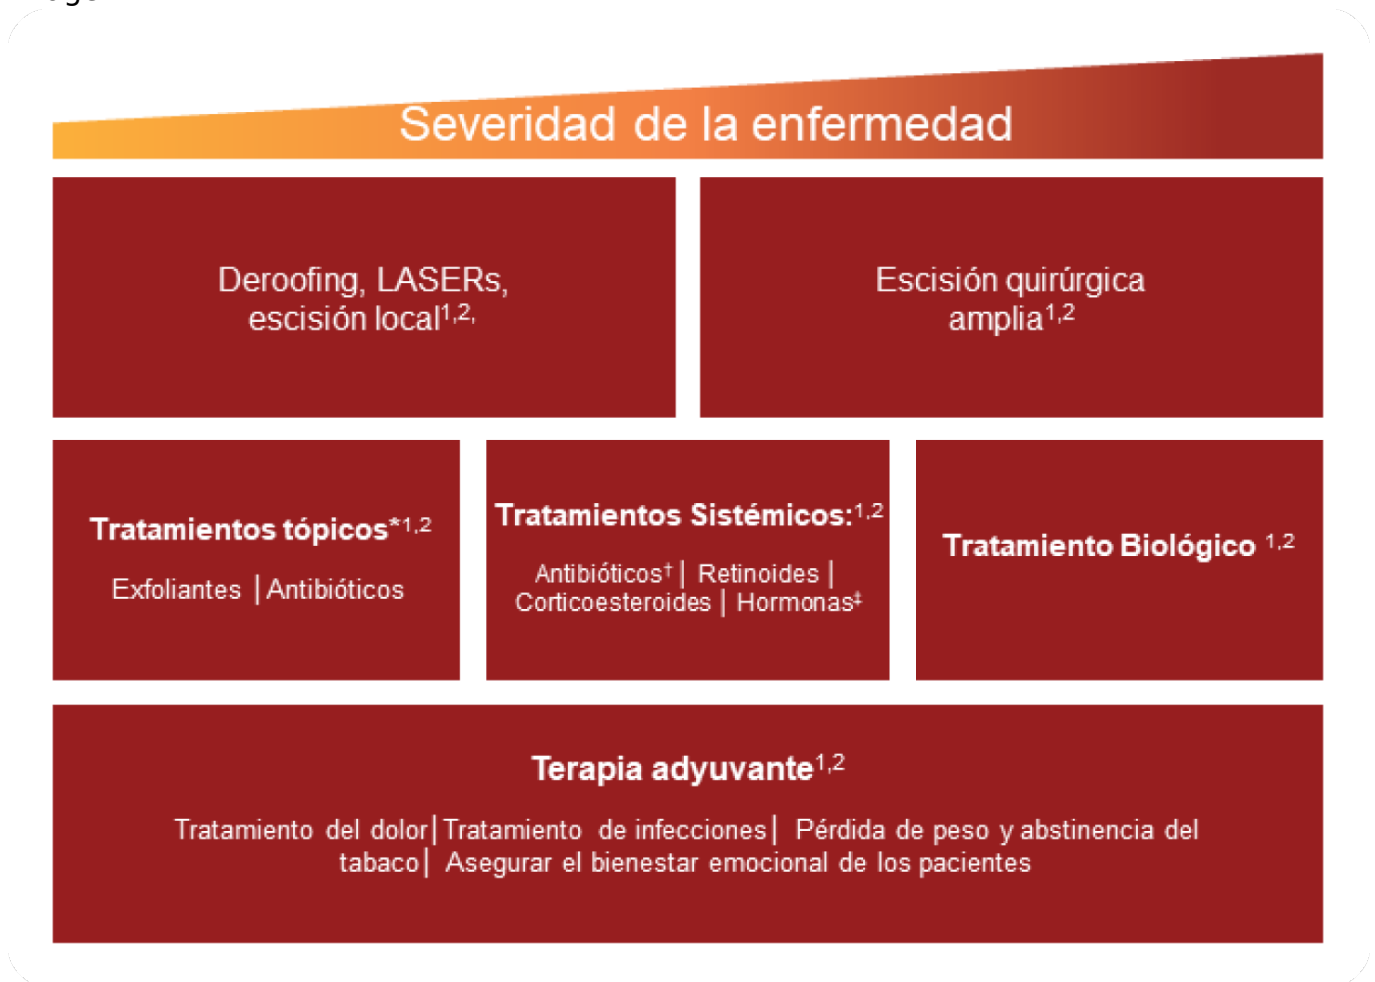 Severidad de la enfermedad
Deroofing, LASERs,
escisión local1,2,
Escisión quirúrgica
amplia1,2
Tratamientos tópicos*1,2
Exfoliantes | Antibióticos
Tratamientos Sistémicos:1,2
Antibióticos† | Retinoides |
Corticoesteroides | Hormonas‡
Tratamiento Biológico 1,2
Terapia adyuvante1,2
Tratamiento del dolor| Tratamiento de infecciones| Pérdida de peso y abstinencia del
tabaco| Asegurar el bienestar emocional de los pacientes